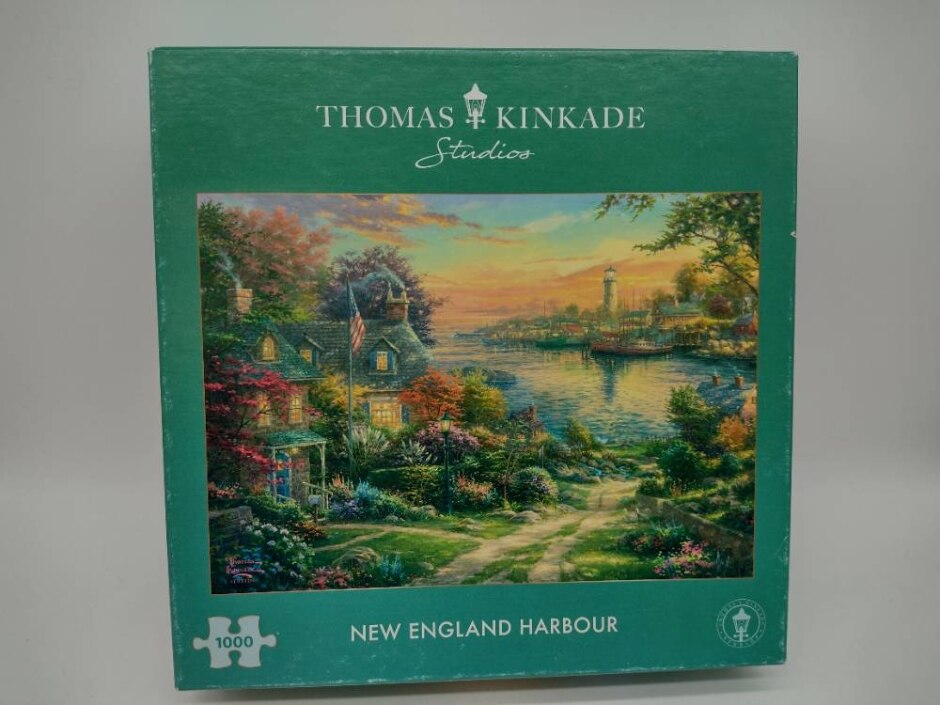 THOMAS KINKADE
Studios
1000
NEW ENGLAND HARBOUR